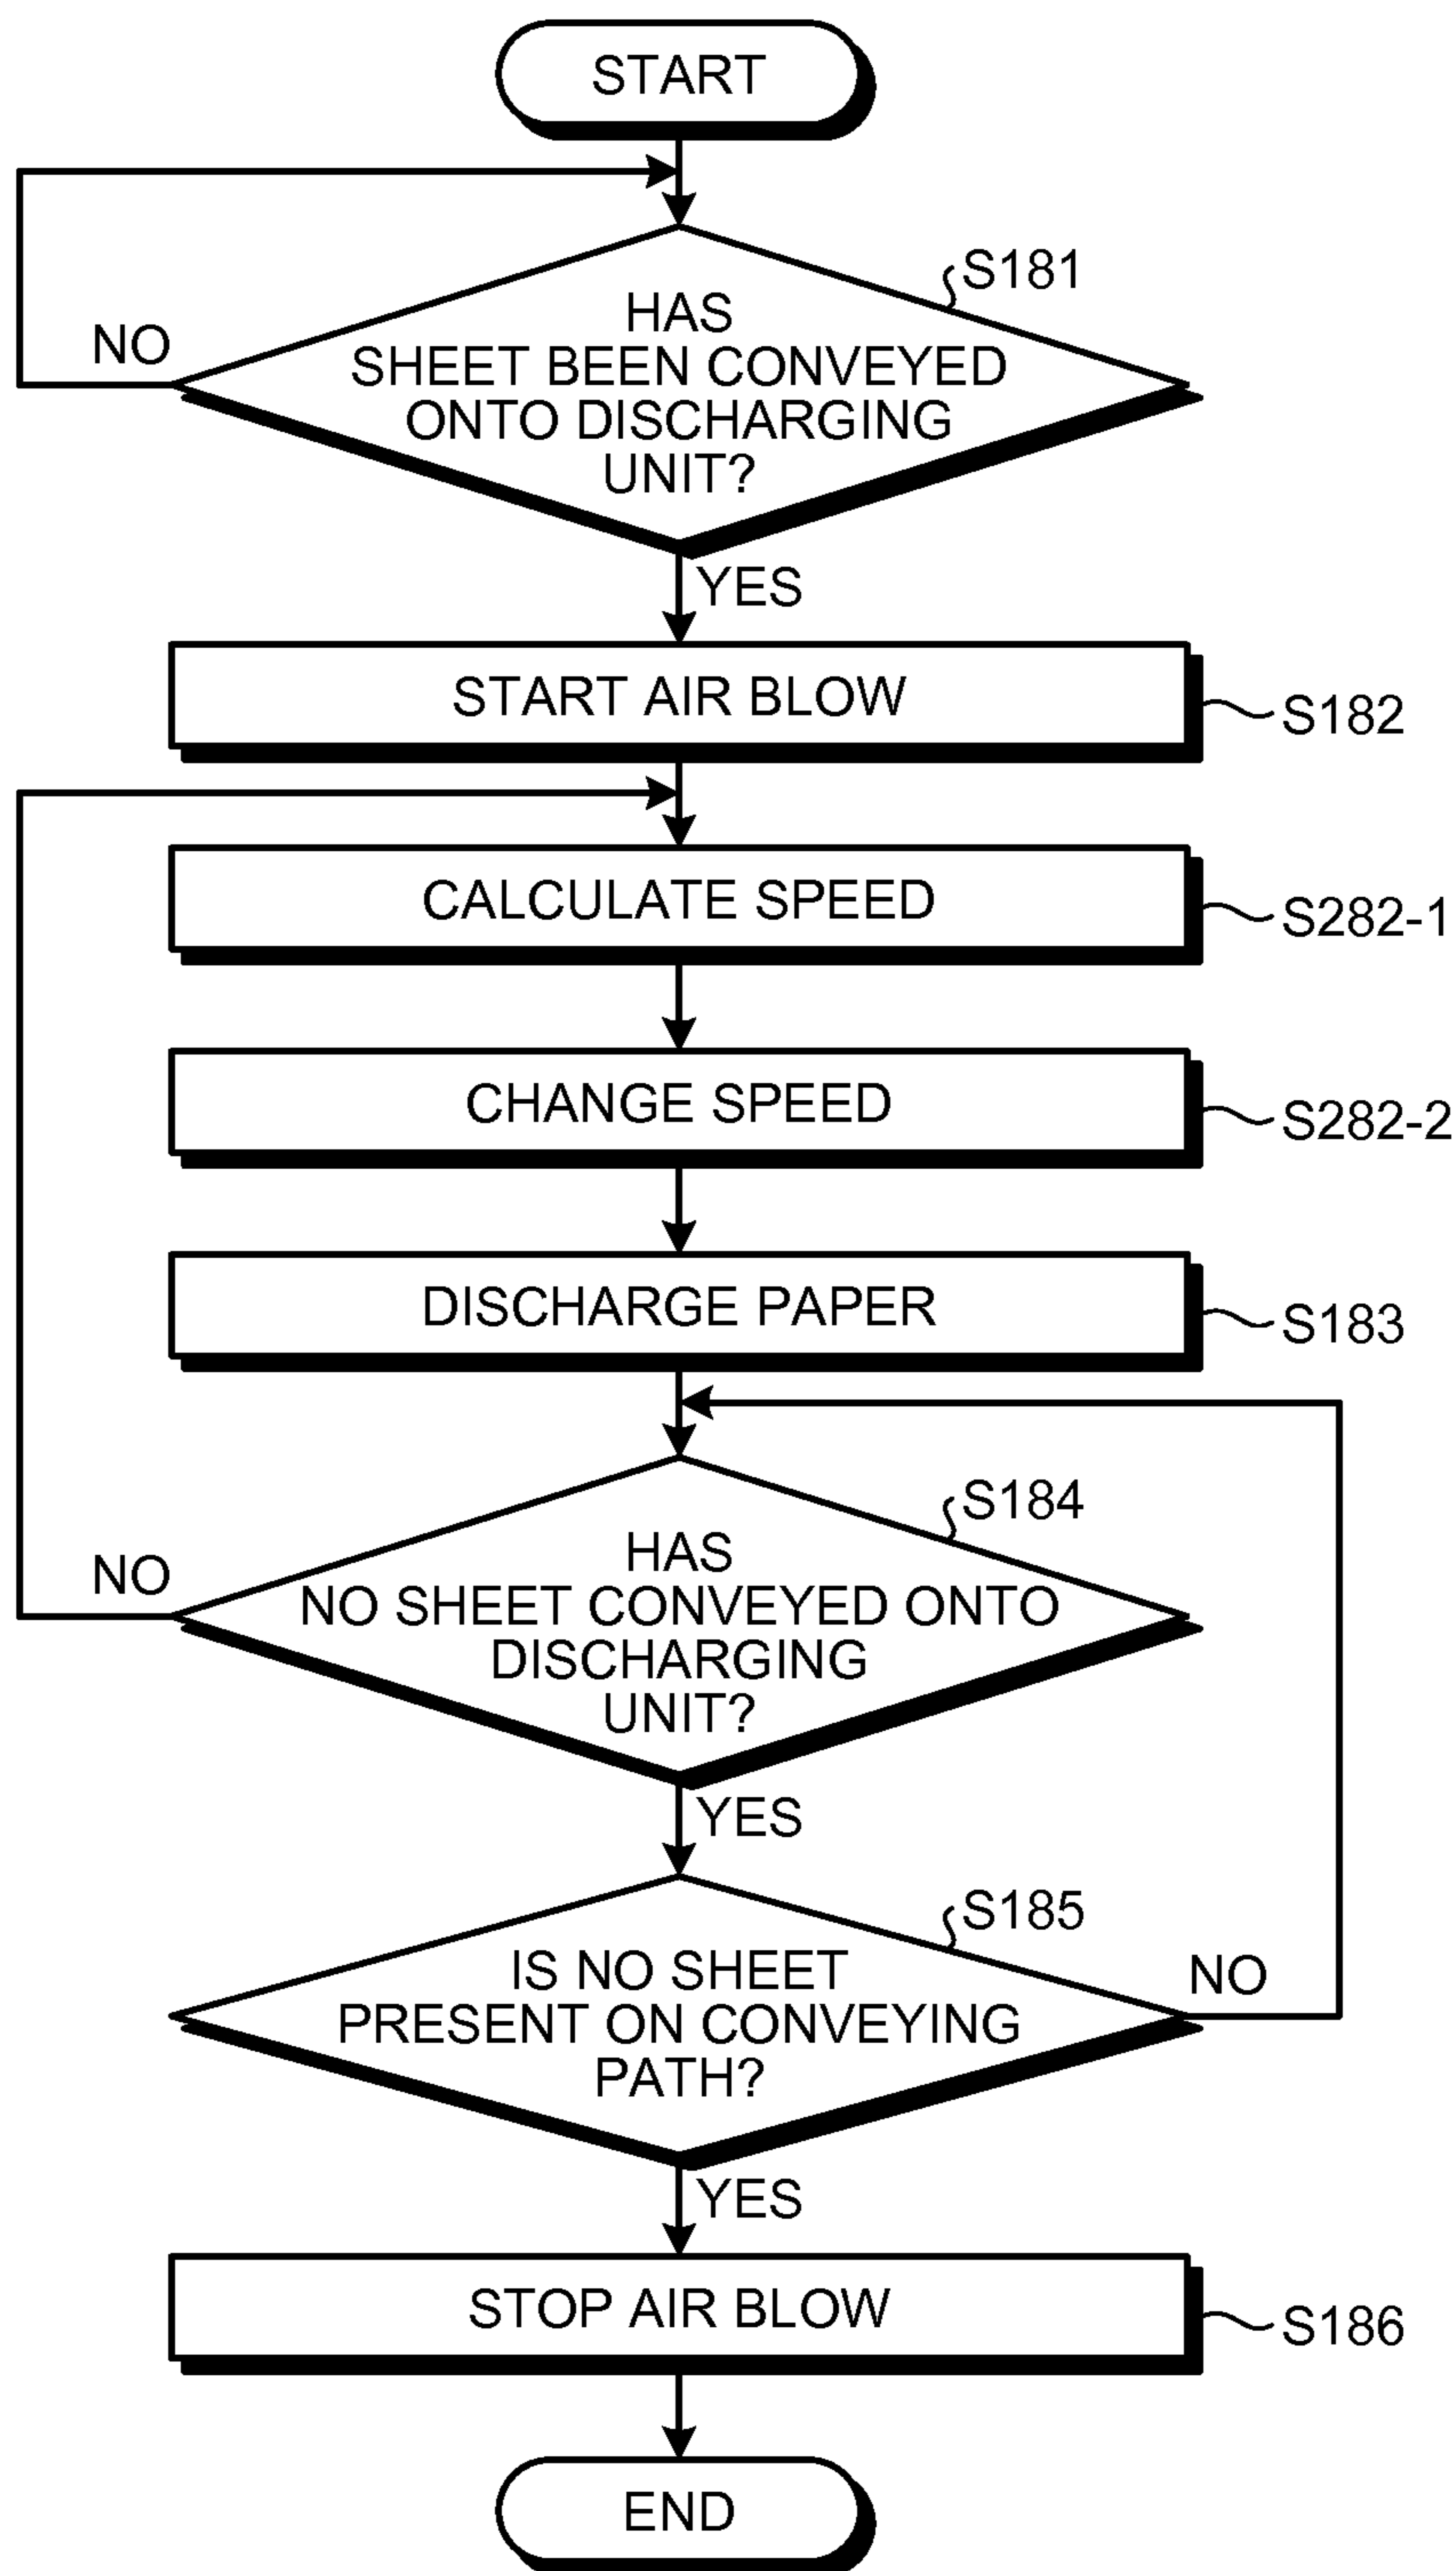 START
S181
HAS
SHEET BEEN CONVEYED
ONTO DISCHARGING
UNIT?
NO
YES
START AIR BLOW
S182
CALCULATE SPEED
S282-1
CHANGE SPEED
S282-2
DISCHARGE PAPER
S183
S184
HAS
NO SHEET CONVEYED ONTO
DISCHARGING
UNIT?
NO
YES
S185
IS NO SHEET
PRESENT ON CONVEYING
PATH?
NO
YES
STOP AIR BLOW
S186
END